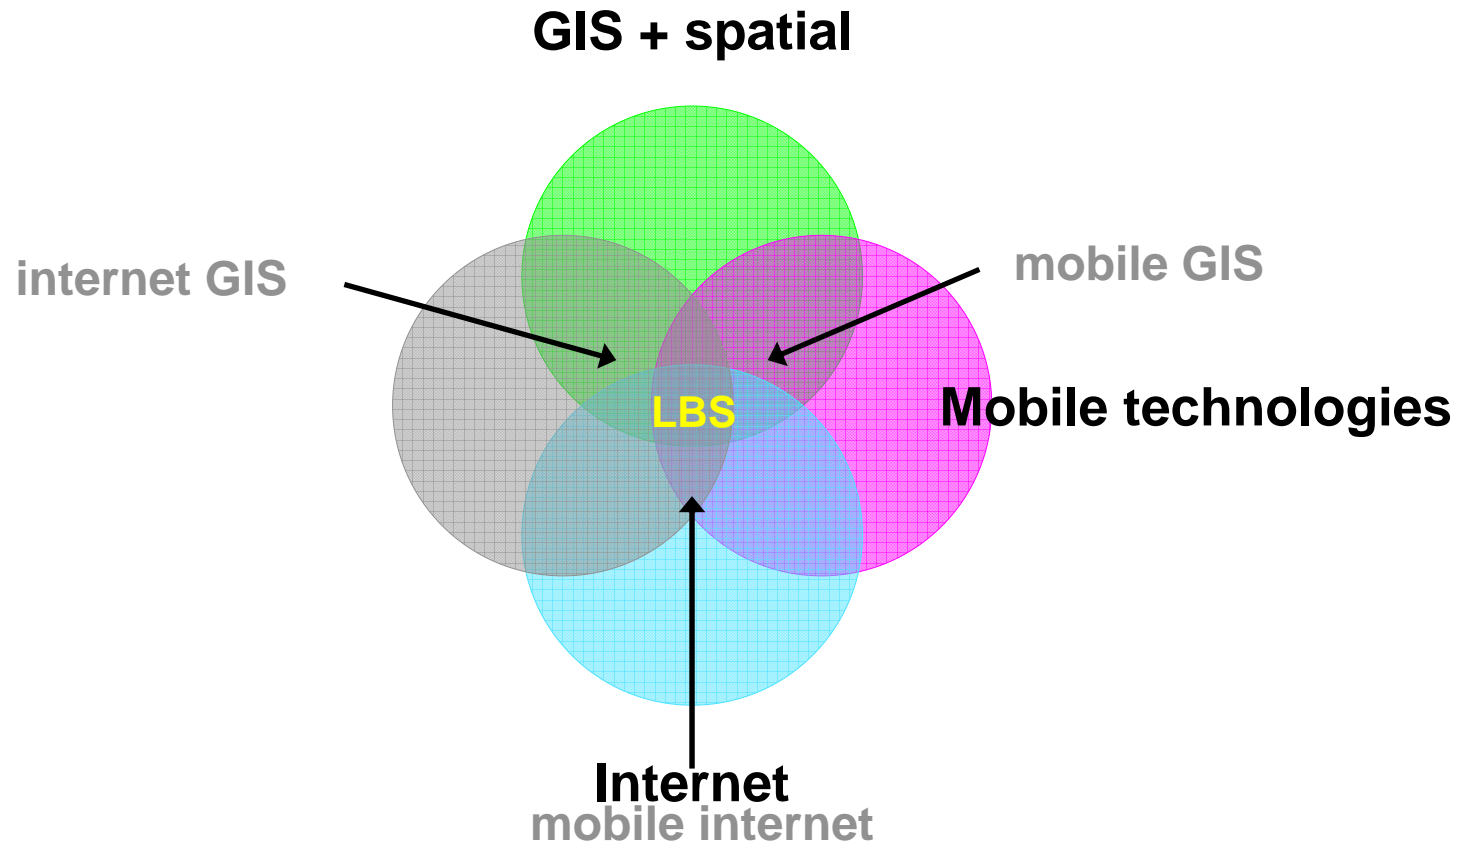 GIS + spatial
internet GIS
mobile GIS
LBS
Mobile technologies
Internet
mobile internet